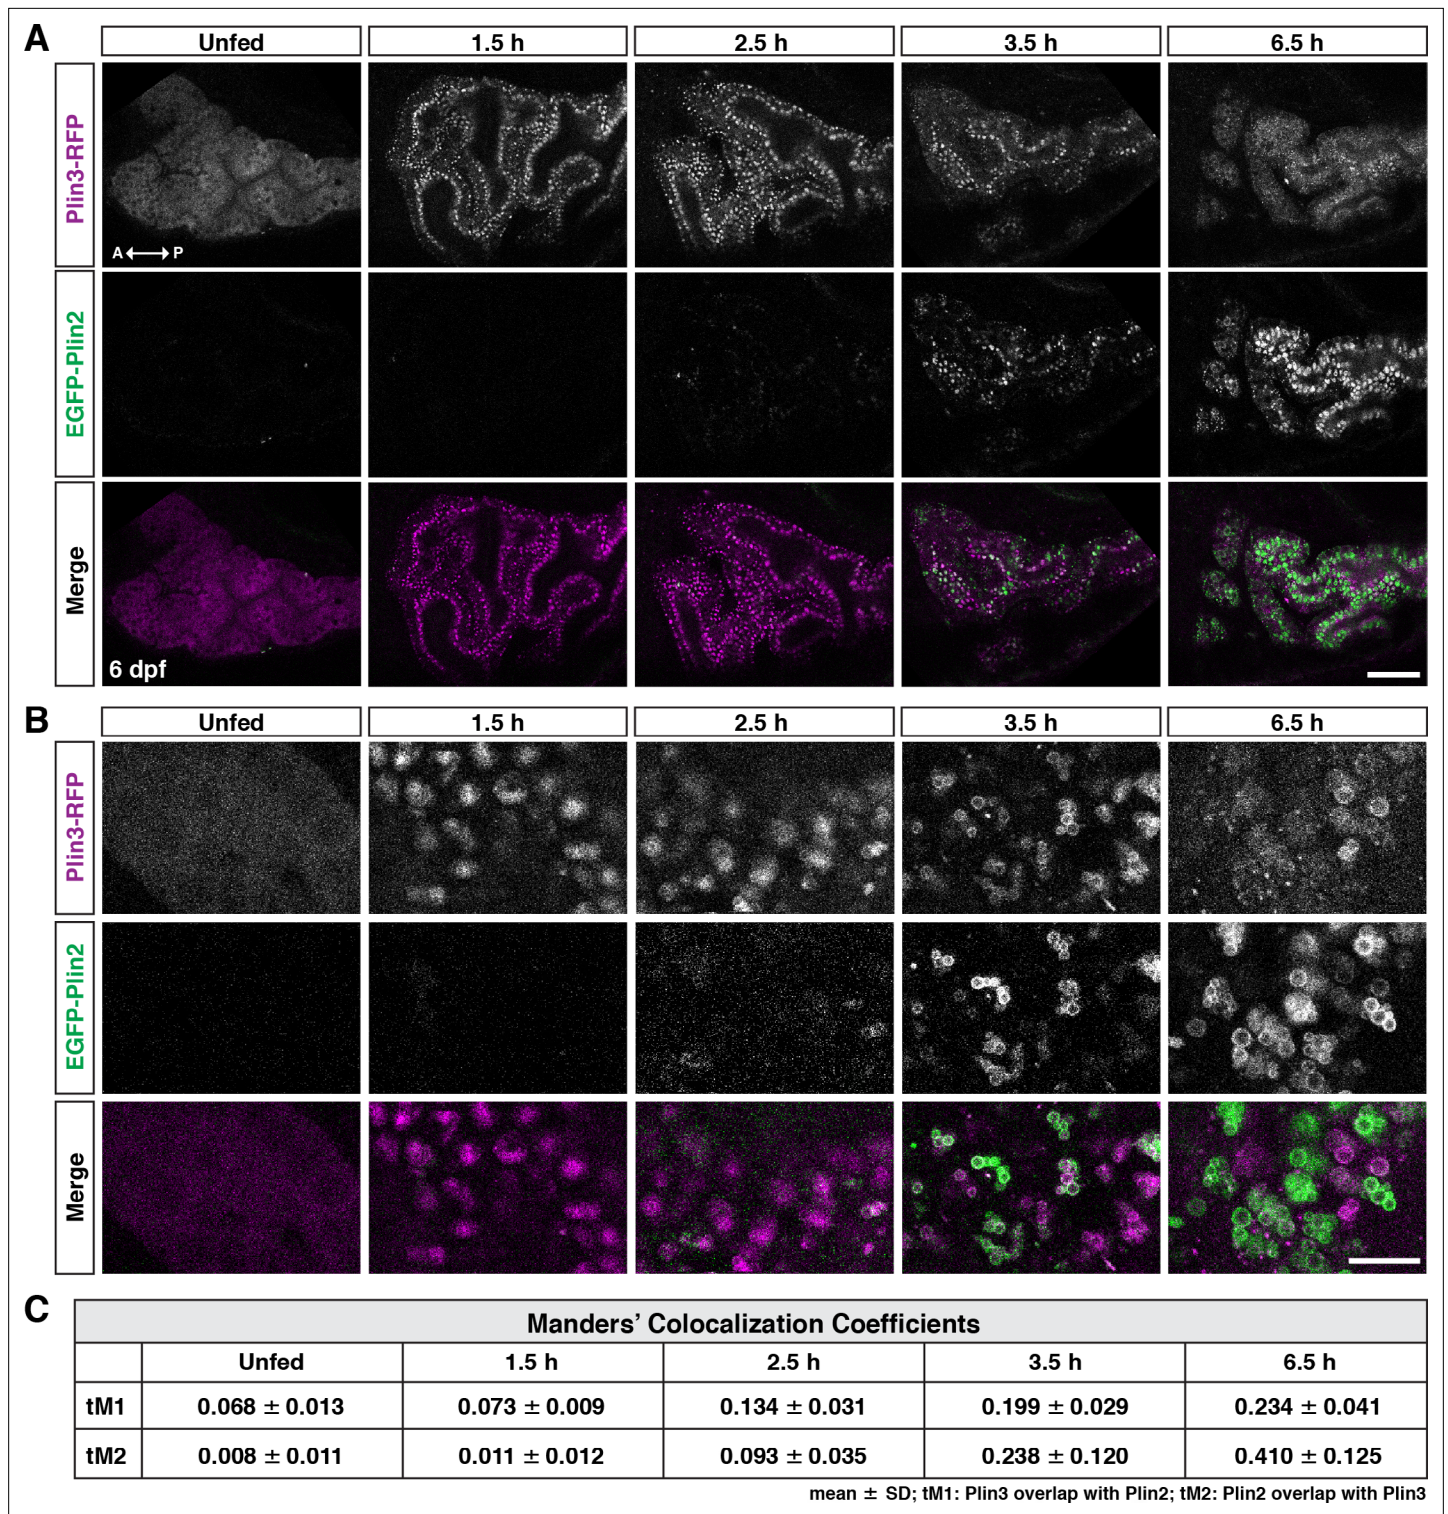 A
Unfed
1.5 h
2.5 h
3.5 h
6.5 h
Plin3-RFP
A P
EGFP-Plin2
Merge
6 dpf
B
Unfed
1.5 h
2.5 h
3.5 h
6.5 h
Plin3-RFP
EGFP-Plin2
Merge
C
Manders’ Colocalization Coefficients
Unfed 1.5 h 2.5 h 3.5 h 6.5 h
tM1 0.068 ± 0.013 0.073 ± 0.009 0.134 ± 0.031 0.199 ± 0.029 0.234 ± 0.041
tM2 0.008 ± 0.011 0.011 ± 0.012 0.093 ± 0.035 0.238 ± 0.120 0.410 ± 0.125
mean ± SD; tM1: Plin3 overlap with Plin2; tM2: Plin2 overlap with Plin3